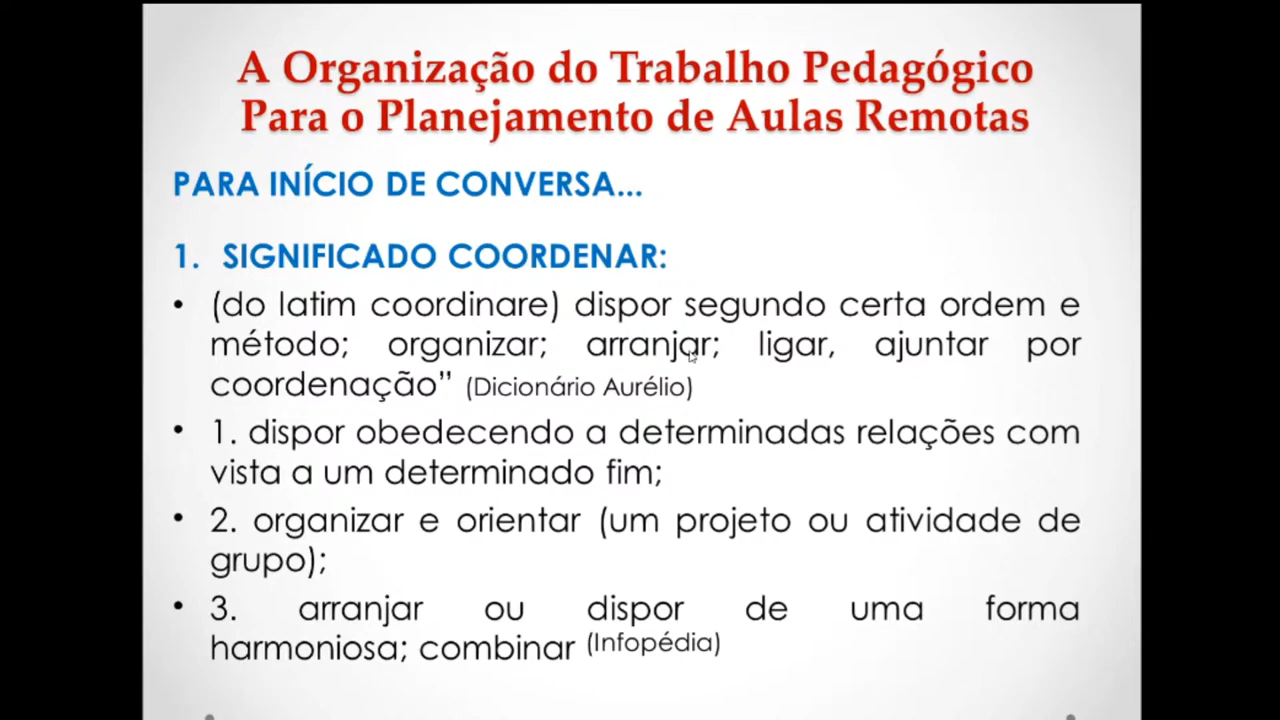 A Organização do Trabalho Pedagógico
Para o Planejamento de Aulas Remotas
PARA INÍCIO DE CONVERSA...
1. SIGNIFICADO COORDENAR:
• (do latim coordinare) dispor segundo certa ordem e
método; organizar; arranjar; ligar, ajuntar por
coordenação” (Dicionário Aurélio)
• 1. dispor obedecendo a determinadas relações com
vista a um determinado fim;
• 2. organizar e orientar (um projeto ou atividade de
grupo);
• 3. arranjar ou dispor de uma forma
harmoniosa; combinar (Infopédia)